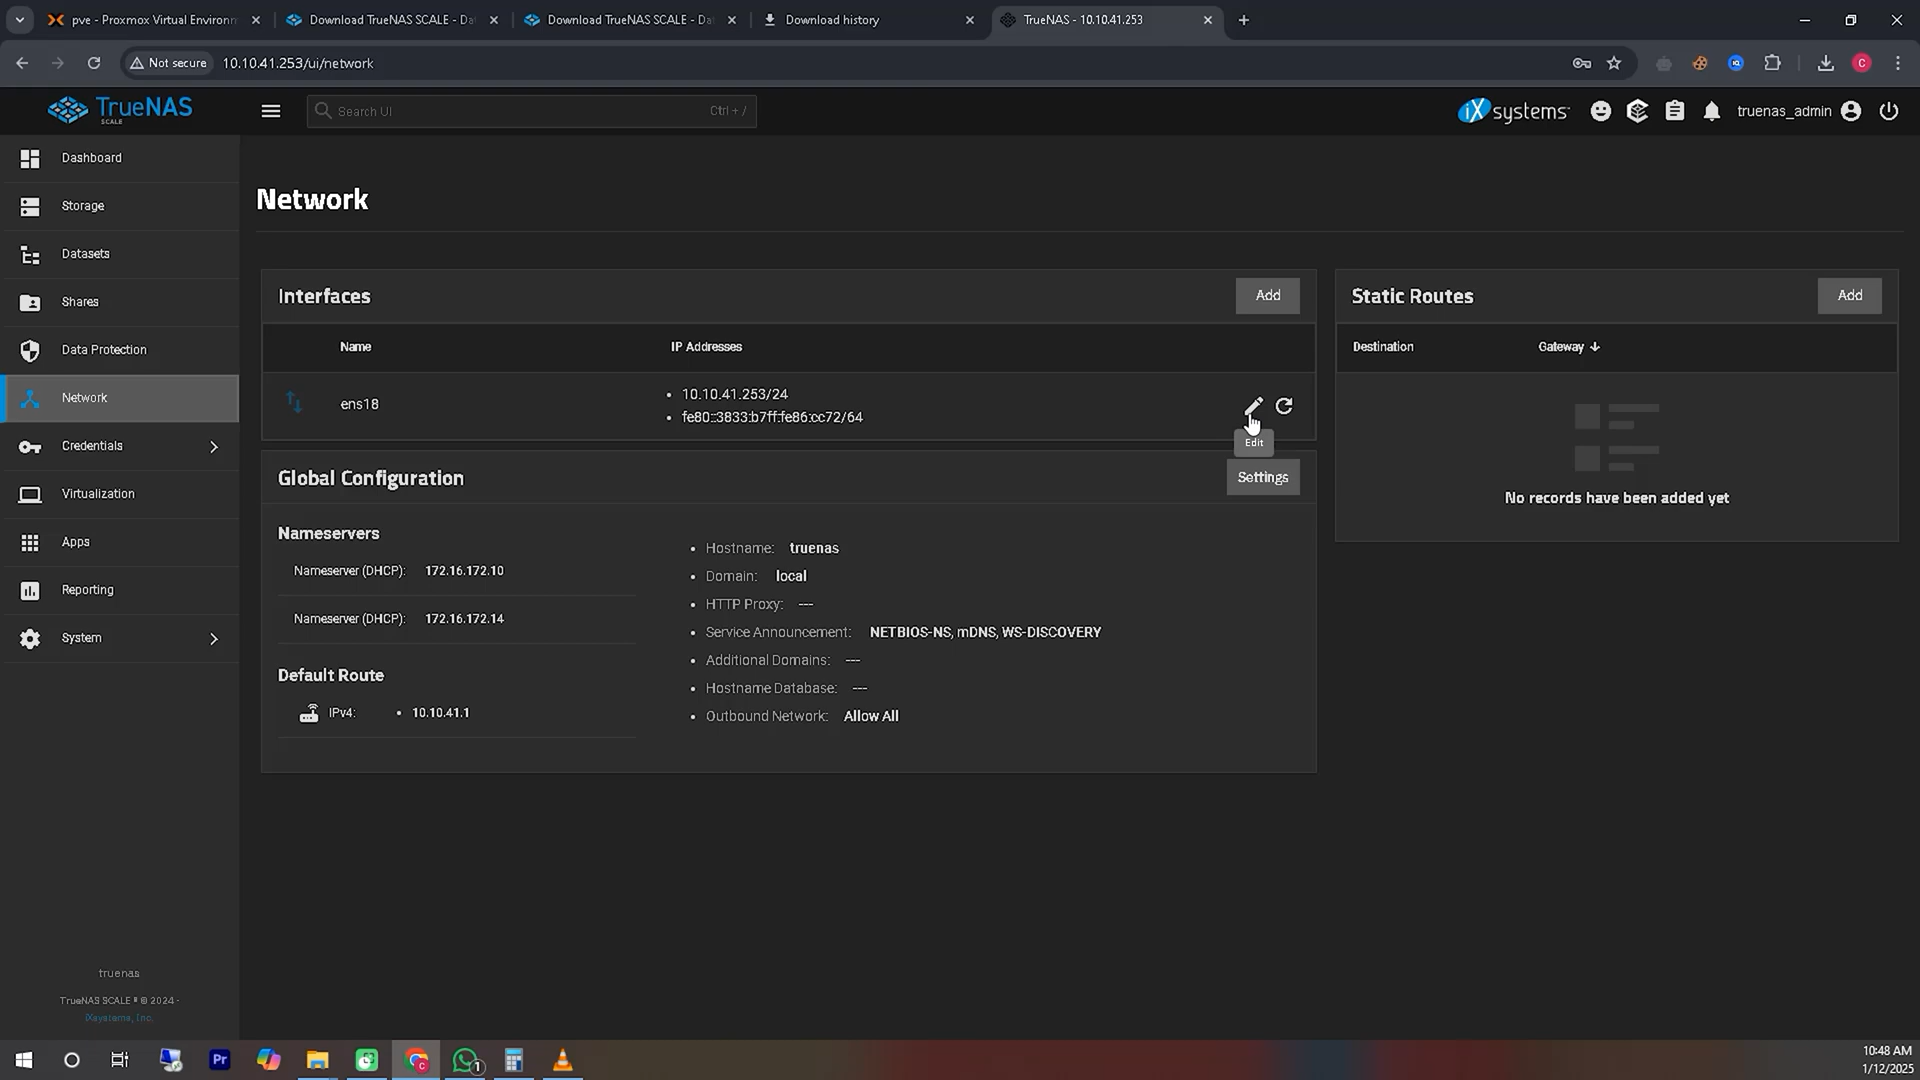 pve - Proxmox Virtual Environm
Download TrueNAS SCALE - Da
Download TrueNAS SCALE - Da
Download history
TrueNAS - 10.10.41.253
Not secure
10.10.41.253/ui/network
C
TrueNAS
SCALE
Search UI
Ctrl + /
iXsystems
truenas_admin
Dashboard
Storage
Datasets
Shares
Data Protection
Network
Credentials
Virtualization
Apps
Reporting
System
Network
Interfaces
Add
Name
IP Addresses
ens18
10.10.41.253/24
fe80::3833:b7ff:fe86:cc72/64
Edit
Global Configuration
Settings
Nameservers
Nameserver (DHCP): 172.16.172.10
Nameserver (DHCP): 172.16.172.14
Default Route
IPv4: • 10.10.41.1
Hostname: truenas
Domain: local
HTTP Proxy: ---
Service Announcement: NETBIOS-NS, mDNS, WS-DISCOVERY
Additional Domains: ---
Hostname Database: ---
Outbound Network: Allow All
Static Routes
Add
Destination
Gateway
No records have been added yet
truenas
TrueNAS SCALE ® © 2024 -
iXsystems, Inc.
Pr
C
1
10:48 AM
1/12/2025